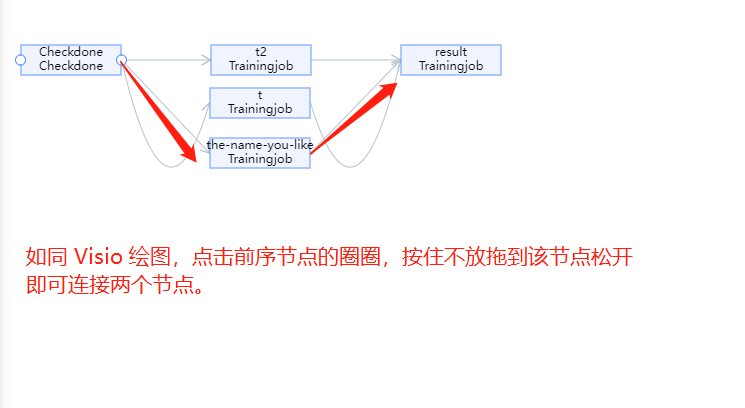 Checkdone
Checkdone
t2
Trainingjob
result
Trainingjob
t
Trainingjob
the-name-you-like
Trainingjob
如同 Visio 绘图，点击前序节点的圈圈，按住不放拖到该节点松开
即可连接两个节点。